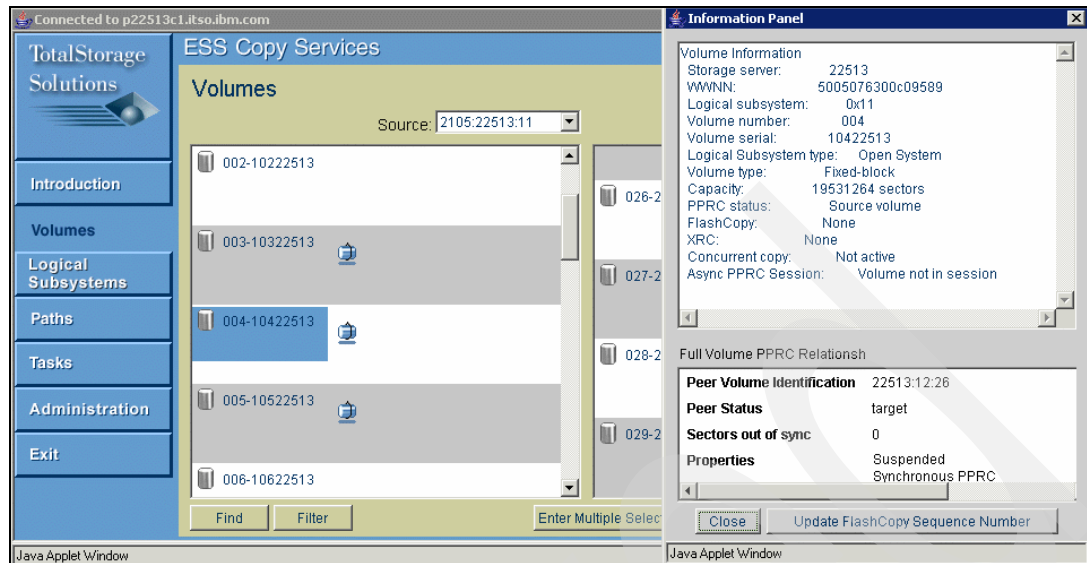 Connected to p22513c1.itso.ibm.com
TotalStorage
Solutions
Introduction
Volumes
Logical
Subsystems
Paths
Tasks
Administration
Exit
ESS Copy Services
Volumes
Source: 2105:22513:11
002-10222513
003-10322513
004-10422513
005-10522513
006-10622513
026-2
027-2
028-2
029-2
Find Filter Enter Multiple Selec
Java Applet Window
Information Panel
Volume Information
Storage server: 22513
WWNN: 5005076300c09589
Logical subsystem: 0x11
Volume number: 004
Volume serial: 10422513
Logical Subsystem type: Open System
Volume type: Fixed-block
Capacity: 19531264 sectors
PPRC status: Source volume
FlashCopy: None
XRC: None
Concurrent copy: Not active
Async PPRC Session: Volume not in session
Full Volume PPRC Relationsh
Peer Volume Identification 22513:12:26
Peer Status target
Sectors out of sync 0
Properties Suspended
Synchronous PPRC
Close Update FlashCopy Sequence Number
Java Applet Window